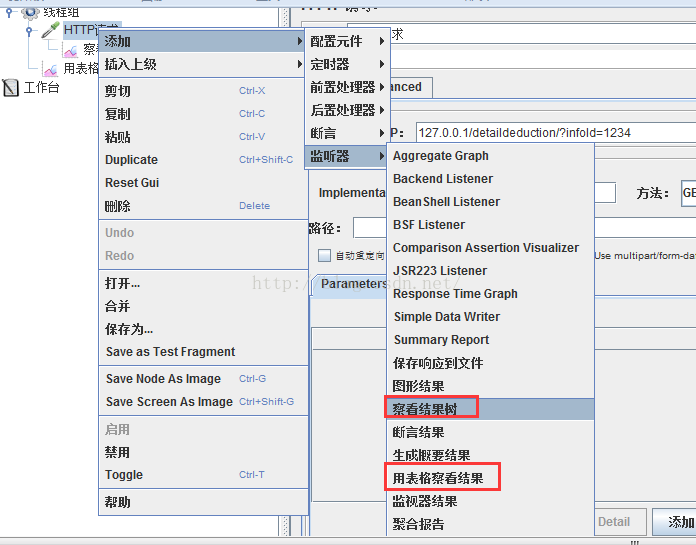 线程组
HTTP请求
察
用表格
工作台
添加
插入上级
剪切 Ctrl-X
复制 Ctrl-C
粘贴 Ctrl-V
Duplicate Ctrl+Shift-C
Reset Gui
删除 Delete
Undo
Redo
打开...
合并
保存为...
Save as Test Fragment
Save Node As Image Ctrl-G
Save Screen As Image Ctrl+Shift-G
启用
禁用
Toggle Ctrl-T
帮助
配置元件
定时器
前置处理器
后置处理器
断言
监听器
求
anced
P: 127.0.0.1/detaildeduction/?infoId=1234
Implementa
方法: GE
路径:
自动重定向
Use multipart/form-da
Parameters
Aggregate Graph
Backend Listener
BeanShell Listener
BSF Listener
Comparison Assertion Visualizer
JSR223 Listener
Response Time Graph
Simple Data Writer
Summary Report
保存响应到文件
图形结果
察看结果树
断言结果
生成概要结果
用表格察看结果
监视器结果
聚合报告
Detail
添加